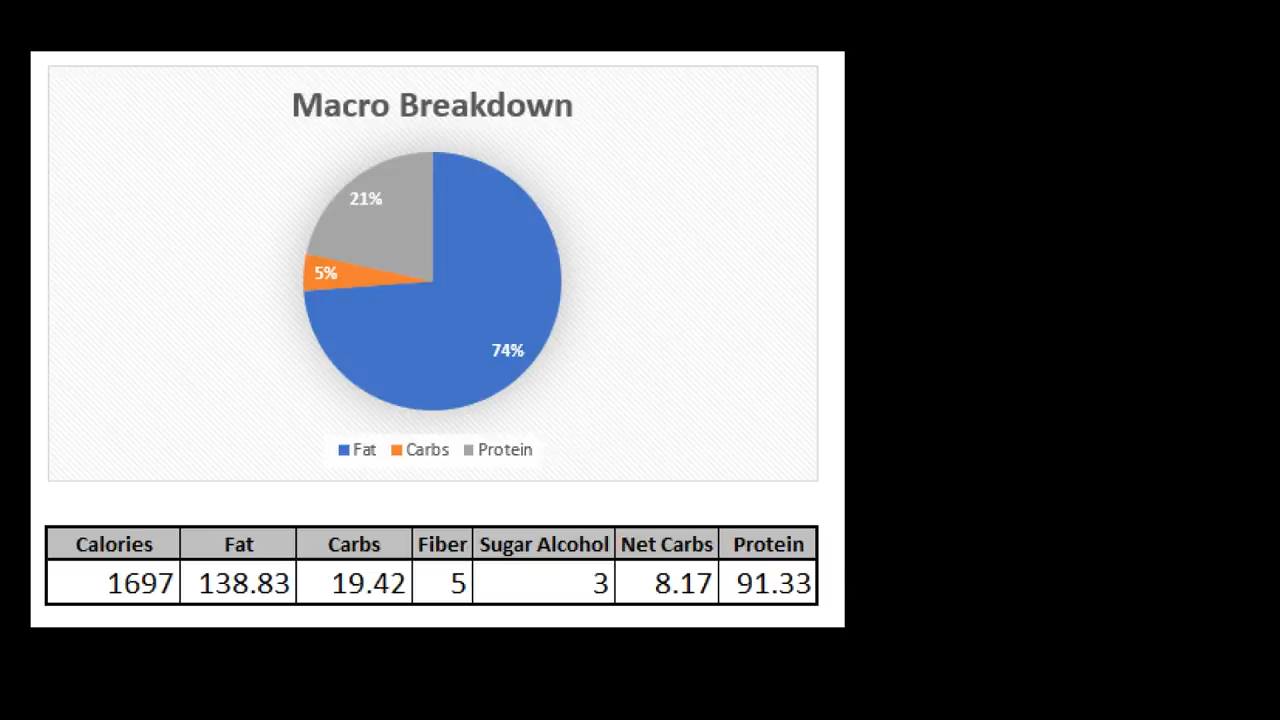 Macro Breakdown
21%
5%
74%
Fat Carbs Protein
Calories Fat Carbs Fiber Sugar Alcohol Net Carbs Protein
1697 138.83 19.42 5 3 8.17 91.33